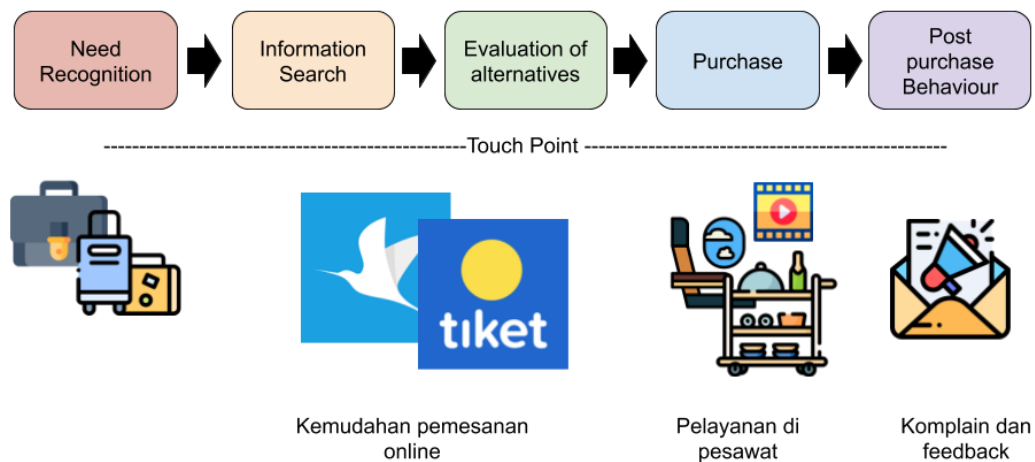 Need
Recognition
Information
Search
Evaluation of
alternatives
Purchase
Post
purchase
Behaviour
Touch Point
tiket
Kemudahan pemesanan
online
Pelayanan di
pesawat
Komplain dan
feedback